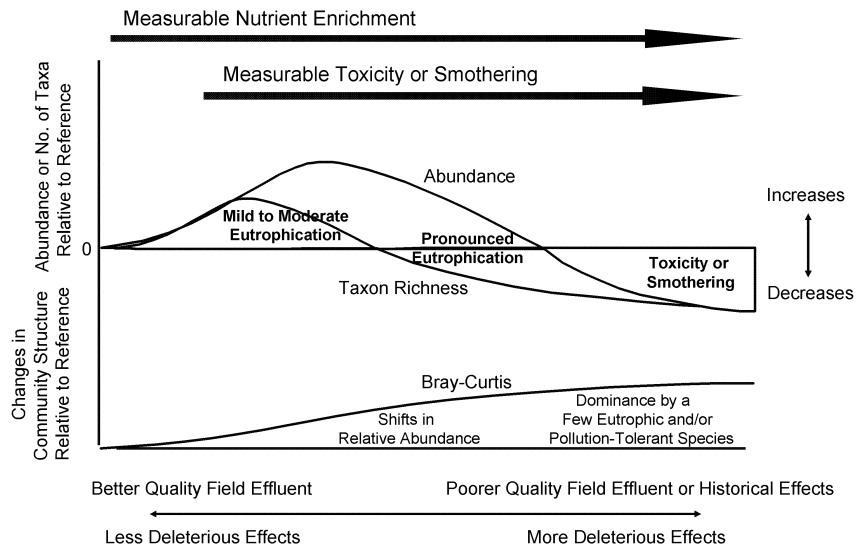 Measurable Nutrient Enrichment
Measurable Toxicity or Smothering
Abundance or No. of Taxa
Relative to Reference
Abundance
Increases
Mild to Moderate
Eutrophication
Pronounced
Eutrophication
0
Toxicity or
Smothering
Taxon Richness
Decreases
Changes in
Community Structure
Relative to Reference
Bray-Curtis
Shifts in
Relative Abundance
Dominance by a
Few Eutrophic and/or
Pollution-Tolerant Species
Better Quality Field Effluent
Poorer Quality Field Effluent or Historical Effects
Less Deleterious Effects
More Deleterious Effects